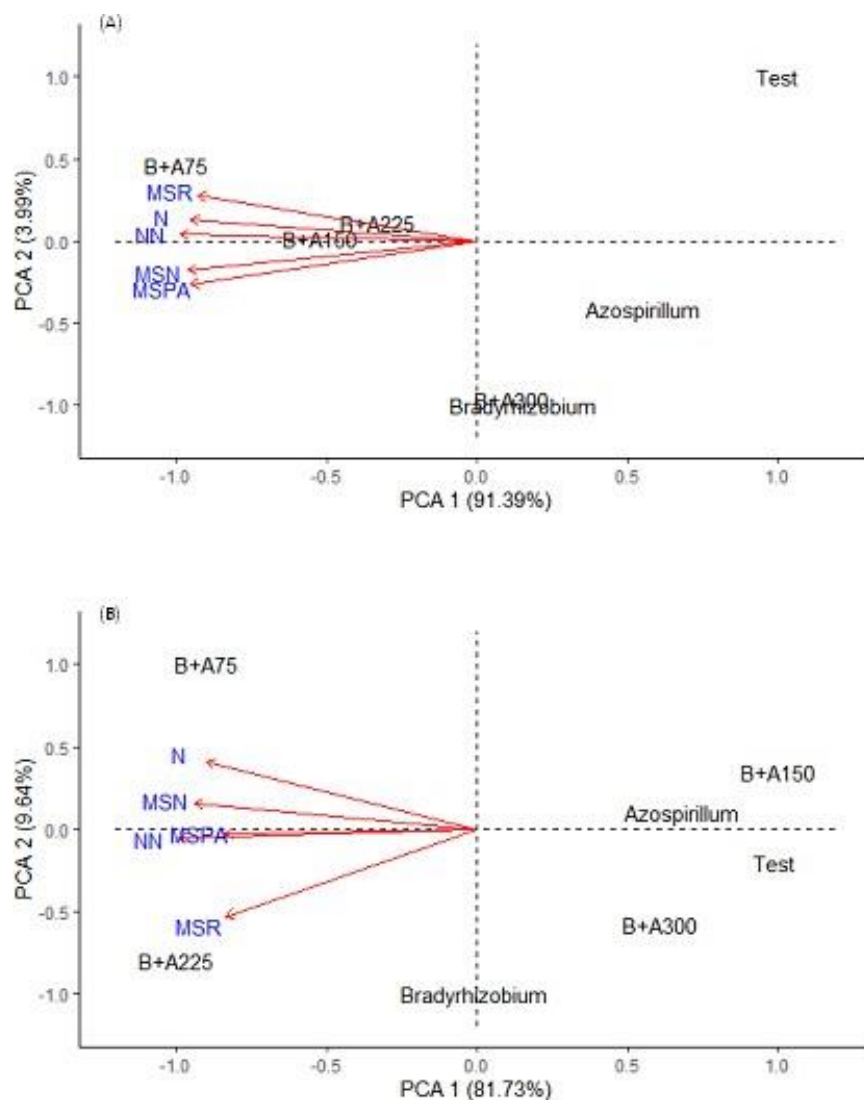 (A)
1.0
Test
0.5
B+A75
MSR
N
B+A225
NN
B+A150
0.0
MSN
MSPA
PCA 2 (3.99%)
-0.5
Azospirillum
-1.0
B+A300
Bradyrhizobium
-1.0 -0.5 0.0 0.5 1.0
PCA 1 (91.39%)
(B)
1.0
B+A75
0.5
N
B+A150
MSN
Azospirillum
0.0
NN
MSPA
PCA 2 (9.64%)
Test
-0.5
MSR
B+A300
B+A225
-1.0
Bradyrhizobium
-1.0 -0.5 0.0 0.5 1.0
PCA 1 (81.73%)